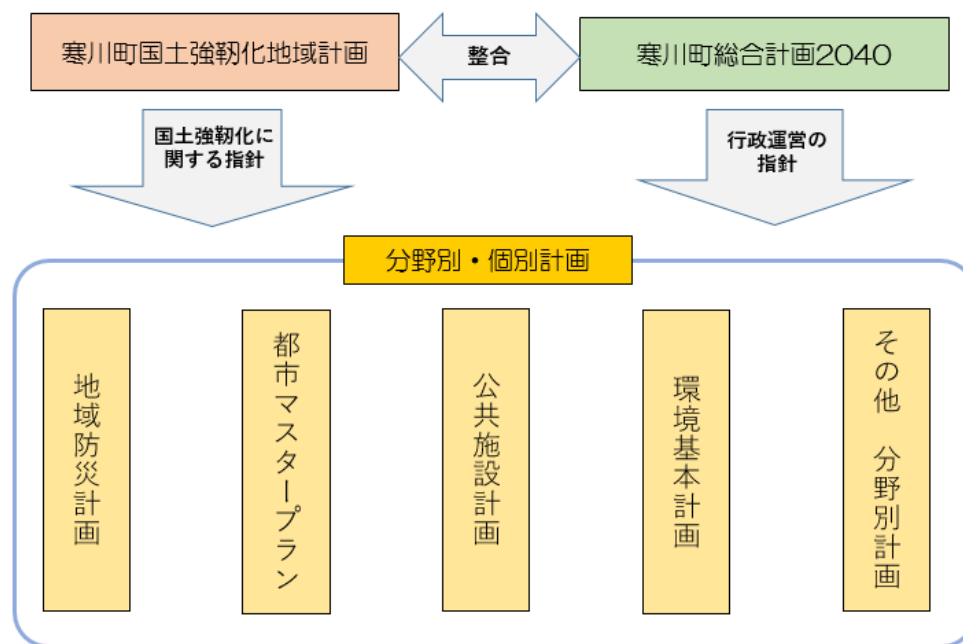 寒川町国土強靱化地域計画
整合
寒川町総合計画2040
国土強靱化に
関する指針
行政運営の
指針
分野別・個別計画
地域防災計画
都市マスタープラン
公共施設計画
環境基本計画
その他　分野別計画